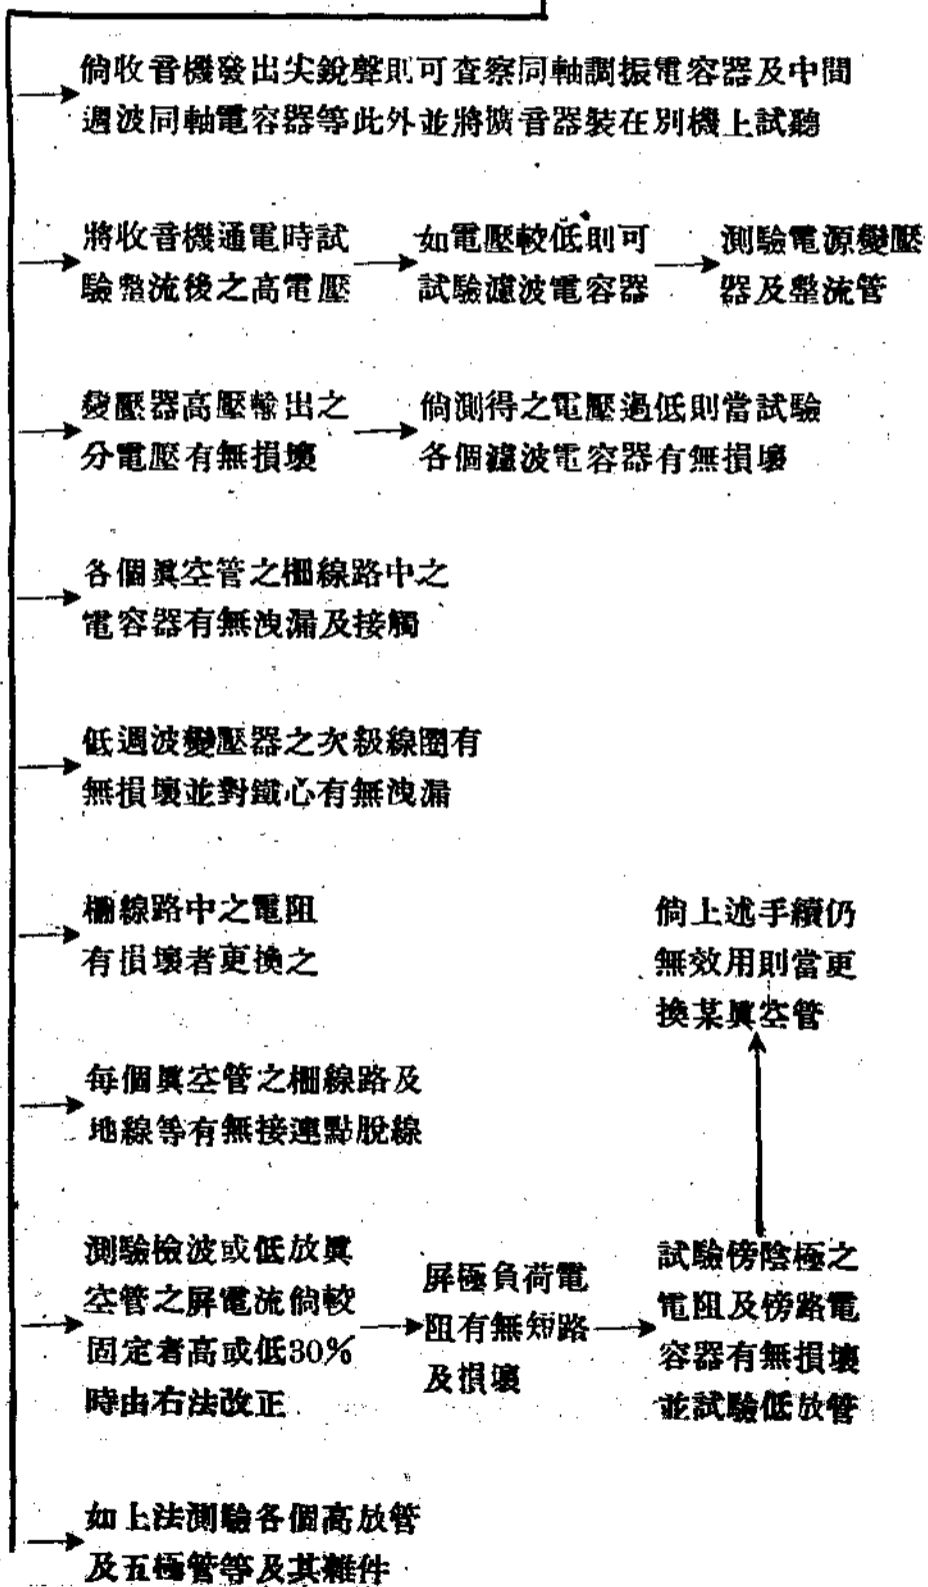 倘收音機發出尖銳聲則可查察同軸調振電容器及中間
週波同軸電容器等此外並將擴音器裝在別機上試聽
將收音機通電時試
驗整流後之高電壓
如電壓較低則可
試驗濾波電容器
測驗電源變壓
器及整流管
變壓器高壓輸出之
分電壓有無損壞
倘測得之電壓過低則當試驗
各個濾波電容器有無損壞
各個眞空管之柵線路中之
電容器有無洩漏及接觸
低週波變壓器之次級線圈有
無損壞並對鐵心有無洩漏
柵線路中之電阻
有損壞者更換之
每個眞空管之柵線路及
地線等有無接連點脫線
測驗檢波或低放眞
空管之屏電流倘較
固定者高或低30%
時由右法改正
屏極負荷電
阻有無短路
及損壞
試驗傍陰極之
電阻及傍路電
容器有無損壞
並試驗低放管
倘上述手續仍
無效用則當更
換某眞空管
如上法測驗各個高放管
及五極管等及其雜件